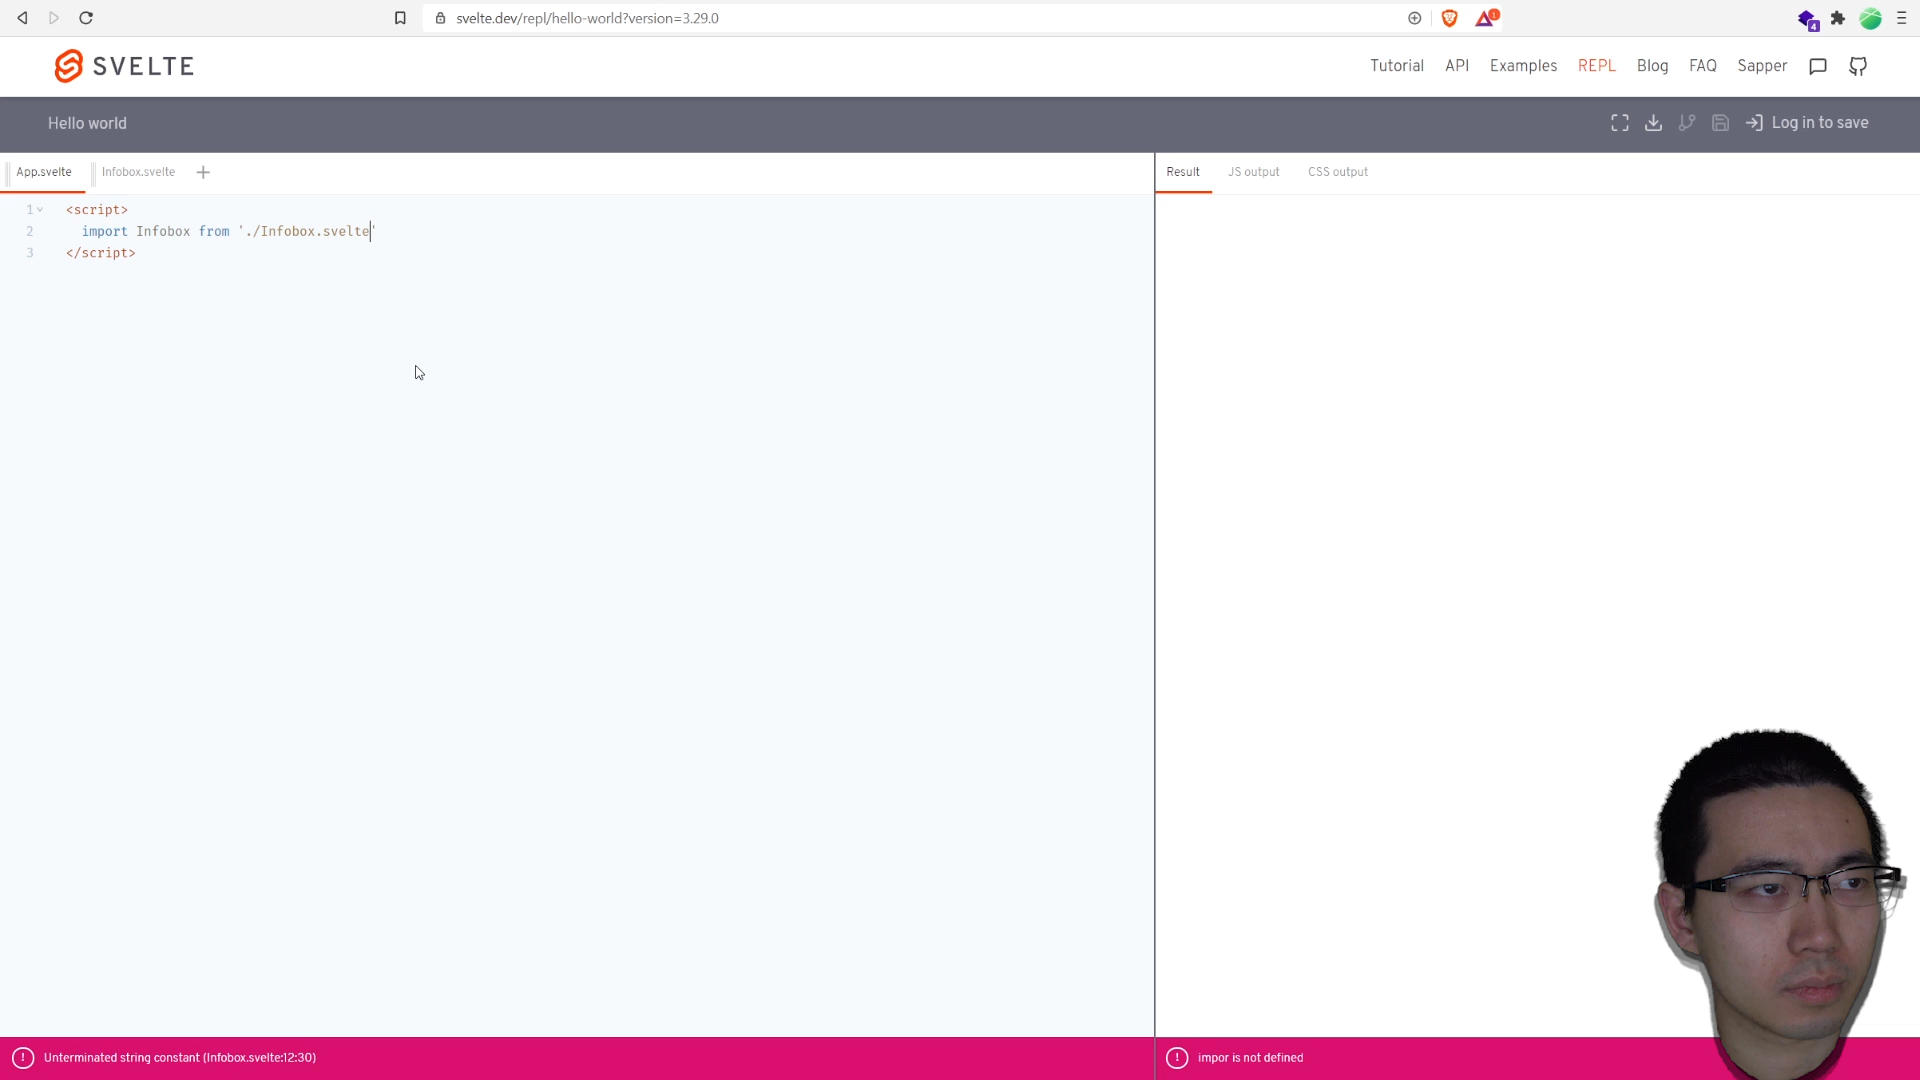 svelte.dev/repl/hello-world?version=3.29.0
1
4
SVELTE
Tutorial API Examples REPL Blog FAQ Sapper
Hello world
Log in to save
App.svelte Infobox.svelte
Result JS output CSS output
1 <script>
2 import Infobox from './Infobox.svelte'
3 </script>
! Unterminated string constant (Infobox.svelte:12:30)
! impor is not defined